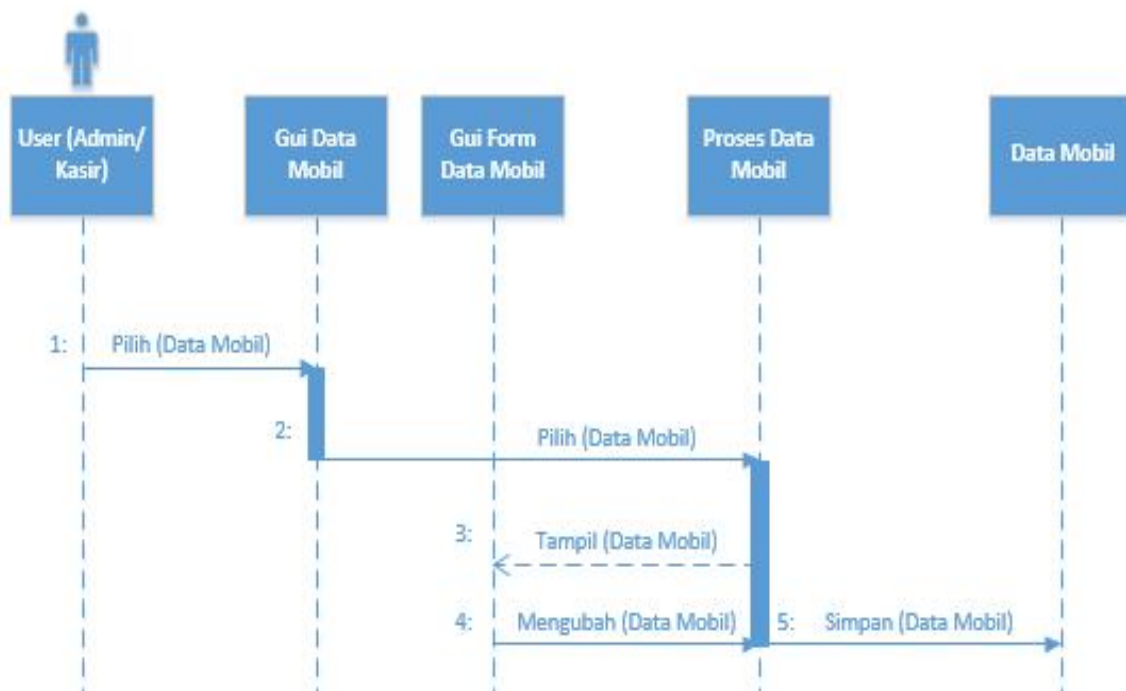 User (Admin/
Kasir)
Gui Data
Mobil
Gui Form
Data Mobil
Proses Data
Mobil
Data Mobil
1: Pilih (Data Mobil)
2: Pilih (Data Mobil)
3: Tampil (Data Mobil)
4: Mengubah (Data Mobil) 5: Simpan (Data Mobil)